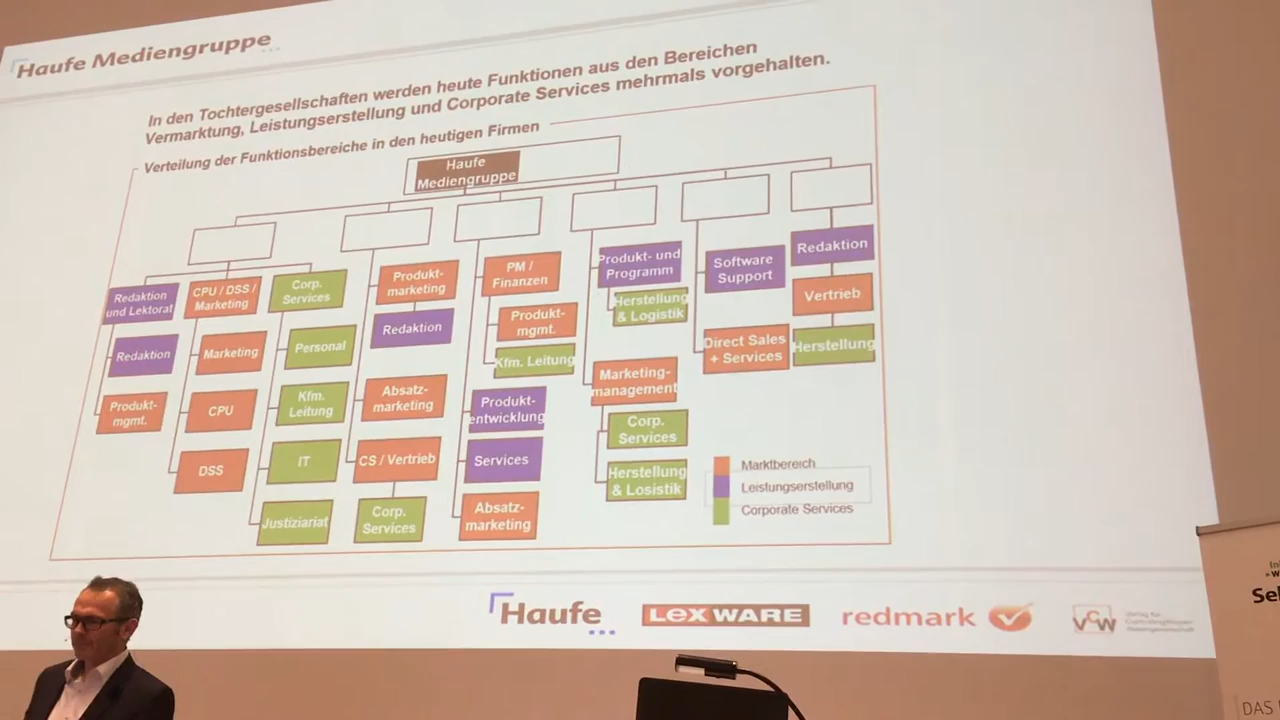 Haufe Mediengruppe
In den Tochtergesellschaften werden heute Funktionen aus den Bereichen
Vermarktung, Leistungserstellung und Corporate Services mehrmals vorgehalten.
Verteilung der Funktionsbereiche in den heutigen Firmen
Haufe
Mediengruppe
Redaktion
und Lektorat
Redaktion
Produkt-
mgmt.
CPU / DSS /
Marketing
Marketing
CPU
DSS
Corp.
Services
Personal
Kfm.
Leitung
IT
Justiziariat
Produkt-
marketing
Redaktion
Absatz-
marketing
CS / Vertrieb
Corp.
Services
PM /
Finanzen
Produkt-
mgmt.
Kfm. Leitung
Produkt-
entwicklung
Services
Absatz-
marketing
Produkt- und
Programm
Herstellung
& Logistik
Marketing-
management
Corp.
Services
Herstellung
& Losistik
Software
Support
Direct Sales
+ Services
Redaktion
Vertrieb
Herstellung
Marktbereich
Leistungserstellung
Corporate Services
Haufe
LEXWARE
redmark
VCW
Sel
DAS